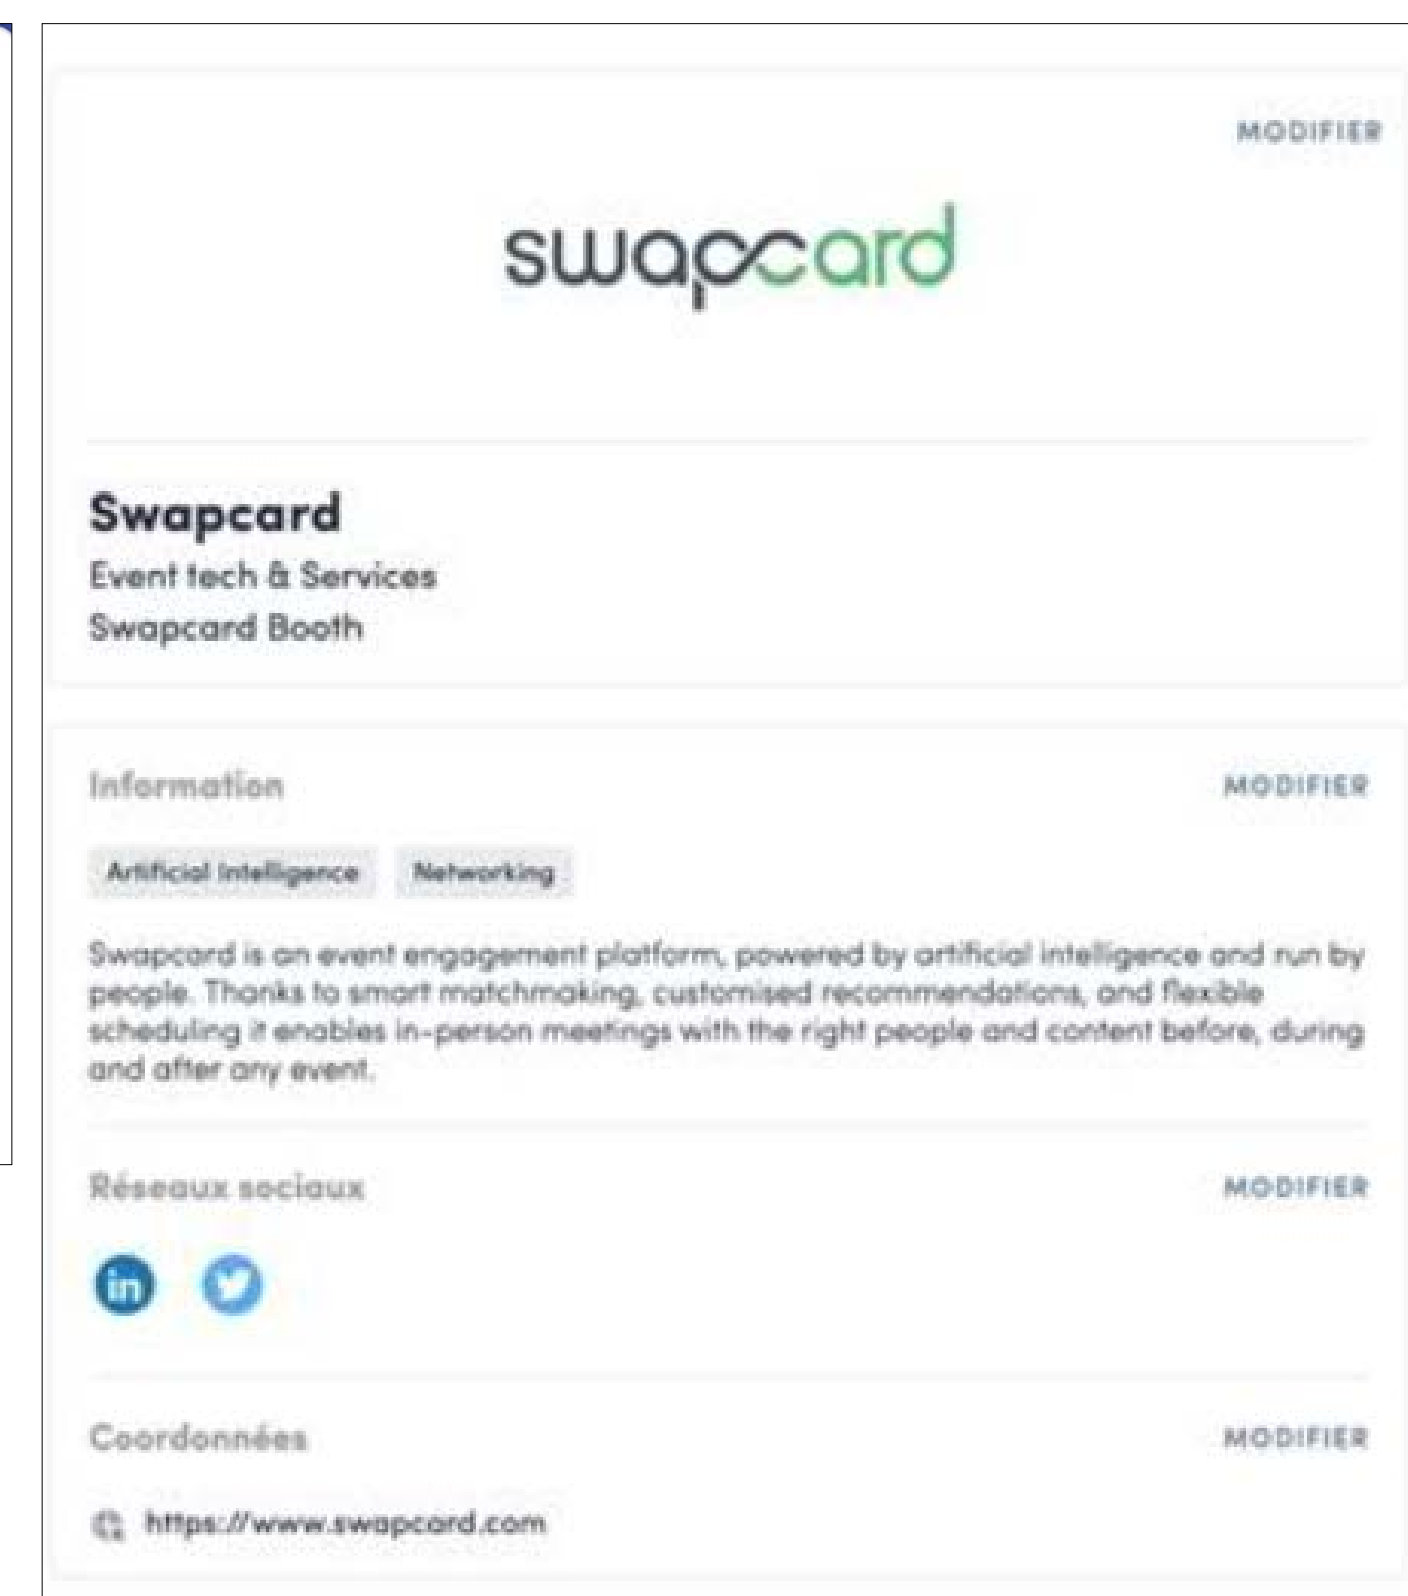 MODIFIER
swapcard
Swapcard
Event tech & Services
Swapcard Booth
Information
MODIFIER
Artificial Intelligence
Networking
Swapcard is an event engagement platform, powered by artificial intelligence and run by
people. Thanks to smart matchmaking, customised recommendations, and flexible
scheduling it enables in-person meetings with the right people and content before, during
and after any event.
Réseaux sociaux
MODIFIER
in
Coordonnées
MODIFIER
https://www.swapcard.com